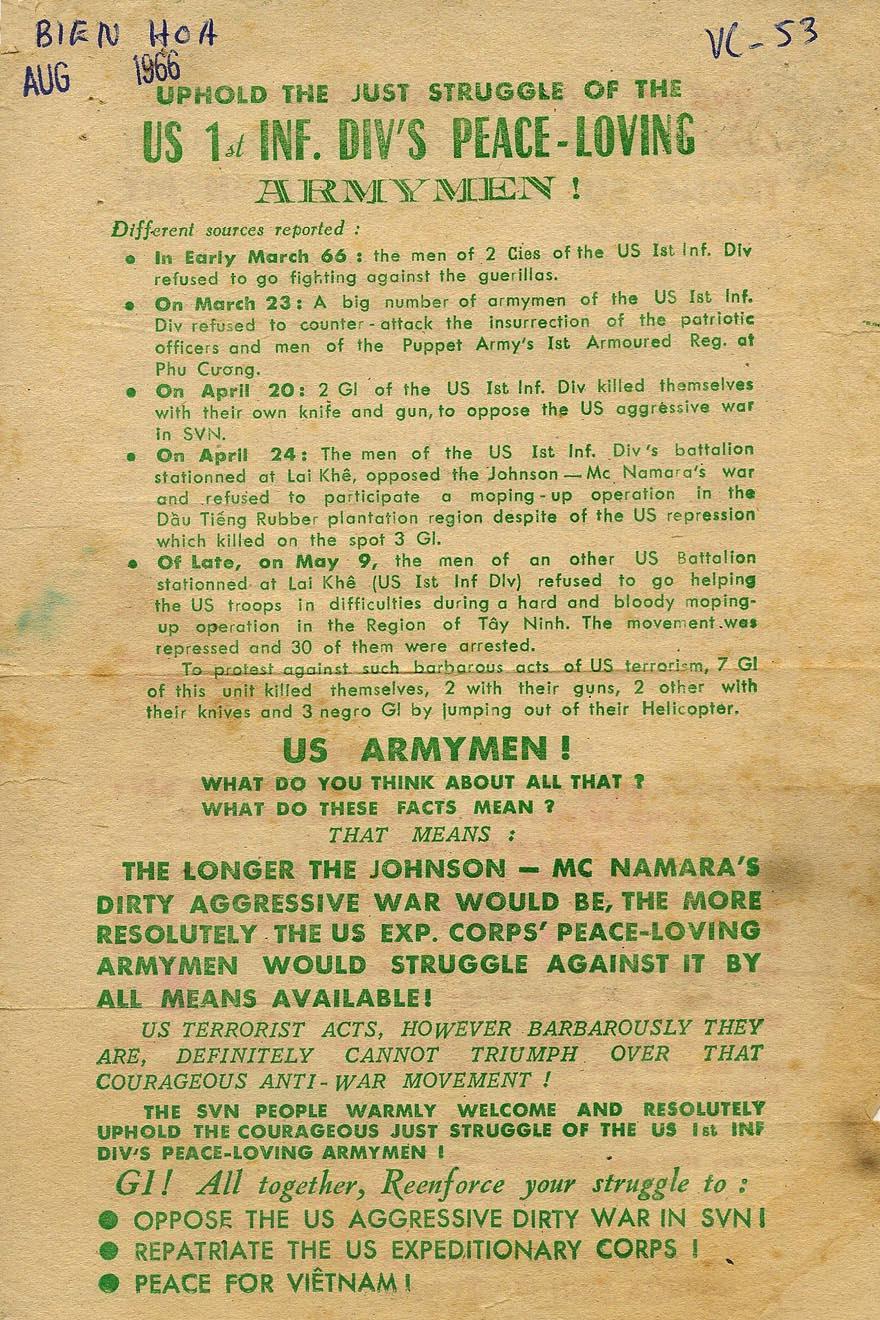 BIEN HOA
VC-53
AUG 1966
UPHOLD THE JUST STRUGGLE OF THE
US 1st INF. DIV'S PEACE-LOVING
ARMYMEN !
Different sources reported :
• In Early March 66 : the men of 2 Cies of the US Ist Inf. Div
refused to go fighting against the guerillas.
• On March 23 : A big number of armymen of the US Ist Inf.
Div refused to counter-attack the insurrection of the patriotic
officers and men of the Puppet Army's Ist Armoured Reg. at
Phu Cương.
• On April 20 : 2 GI of the US Ist Inf. Div killed themselves
with their own knife and gun, to oppose the US aggressive war
in SVN.
• On April 24 : The men of the US Ist Inf. Div's battalion
stationned at Lai Khê, opposed the Johnson — Mc Namara's war
and refused to participate a moping-up operation in the
Dầu Tiếng Rubber plantation region despite of the US repression
which killed on the spot 3 GI.
• Of Late, on May 9, the men of an other US Battalion
stationned at Lai Khê (US Ist Inf DIv) refused to go helping
the US troops in difficulties during a hard and bloody moping-
up operation in the Region of Tây Ninh. The movement was
repressed and 30 of them were arrested.
To protest against such barbarous acts of US terrorism, 7 GI
of this unit killed themselves, 2 with their guns, 2 other with
their knives and 3 negro GI by jumping out of their Helicopter.
US ARMYMEN !
WHAT DO YOU THINK ABOUT ALL THAT ?
WHAT DO THESE FACTS MEAN ?
THAT MEANS :
THE LONGER THE JOHNSON — MC NAMARA'S
DIRTY AGGRESSIVE WAR WOULD BE, THE MORE
RESOLUTELY THE US EXP. CORPS' PEACE-LOVING
ARMYMEN WOULD STRUGGLE AGAINST IT BY
ALL MEANS AVAILABLE!
US TERRORIST ACTS, HOWEVER BARBAROUSLY THEY
ARE, DEFINITELY CANNOT TRIUMPH OVER THAT
COURAGEOUS ANTI-WAR MOVEMENT !
THE SVN PEOPLE WARMLY WELCOME AND RESOLUTELY
UPHOLD THE COURAGEOUS JUST STRUGGLE OF THE US 1st INF
DIV'S PEACE-LOVING ARMYMEN !
GI! All together, Reenforce your struggle to :
• OPPOSE THE US AGGRESSIVE DIRTY WAR IN SVN !
• REPATRIATE THE US EXPEDITIONARY CORPS !
• PEACE FOR VIÊTNAM !